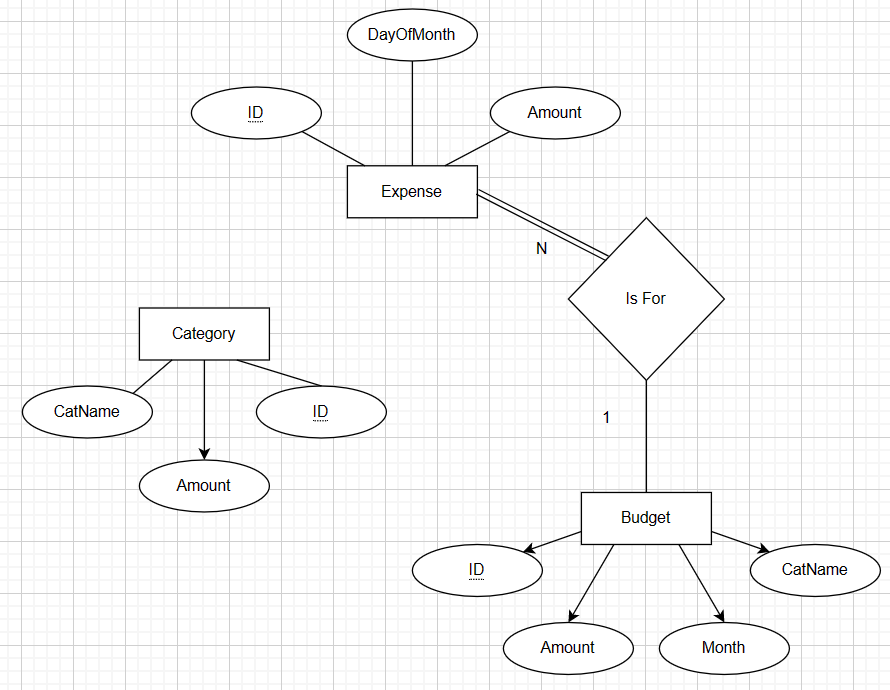 DayOfMonth
ID
Amount
Expense
N
Is For
Category
CatName
ID
1
Amount
Budget
ID
CatName
Amount
Month